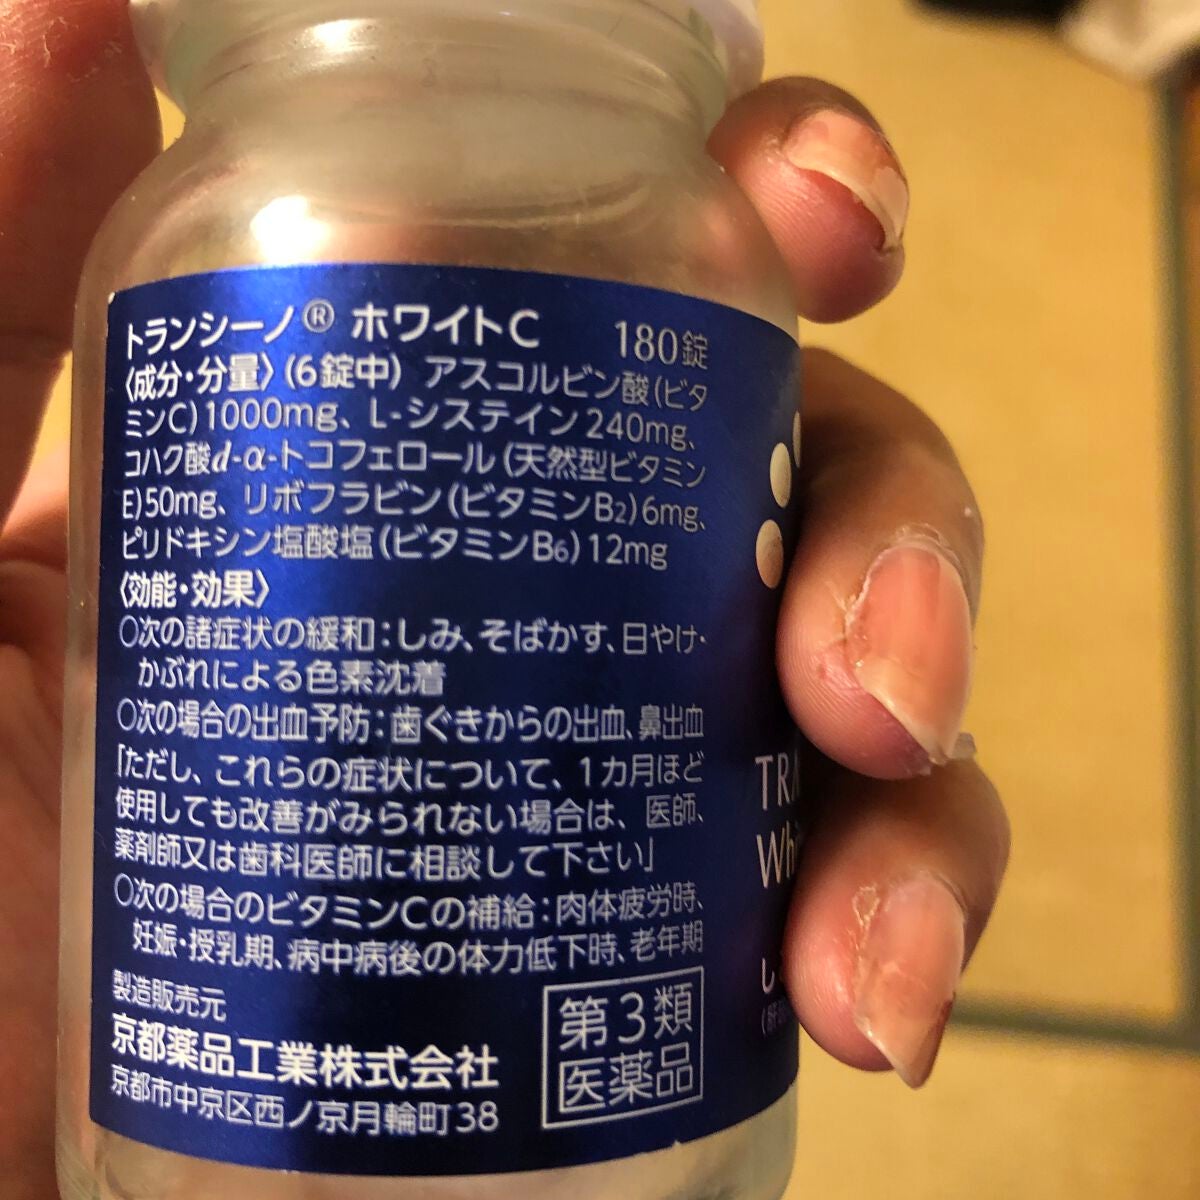 トランシーノ® ホワイトC 180錠
〈成分・分量〉(6錠中) アスコルビン酸(ビタ
ミンC)1000mg、L-システイン240mg、
コハク酸d-α-トコフェロール(天然型ビタミン
E)50mg、リボフラビン(ビタミンB2)6mg、
ピリドキシン塩酸塩(ビタミンB6)12mg
〈効能・効果〉
○次の諸症状の緩和:しみ、そばかす、日やけ・
かぶれによる色素沈着
○次の場合の出血予防:歯ぐきからの出血、鼻出血
「ただし、これらの症状について、1カ月ほど
使用しても改善がみられない場合は、医師、
薬剤師又は歯科医師に相談して下さい」
○次の場合のビタミンCの補給:肉体疲労時、
妊娠・授乳期、病中病後の体力低下時、老年期
製造販売元
京都薬品工業株式会社
京都市中京区西ノ京月輪町38
第3類
医薬品